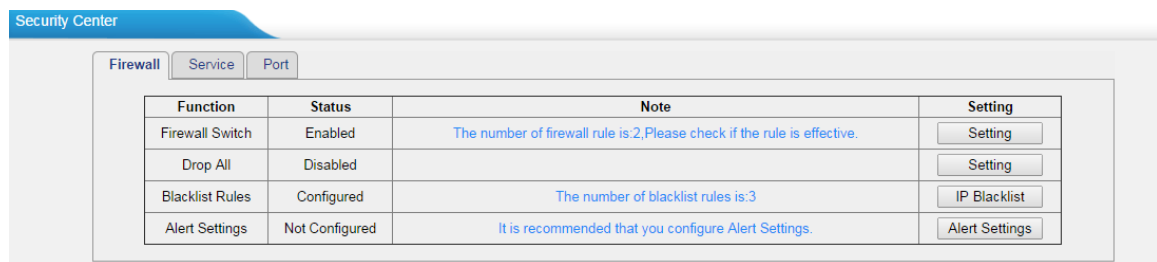 Security Center
Firewall Service Port
Function Status Note Setting
Firewall Switch Enabled The number of firewall rule is:2,Please check if the rule is effective. Setting
Drop All Disabled Setting
Blacklist Rules Configured The number of blacklist rules is:3 IP Blacklist
Alert Settings Not Configured It is recommended that you configure Alert Settings. Alert Settings